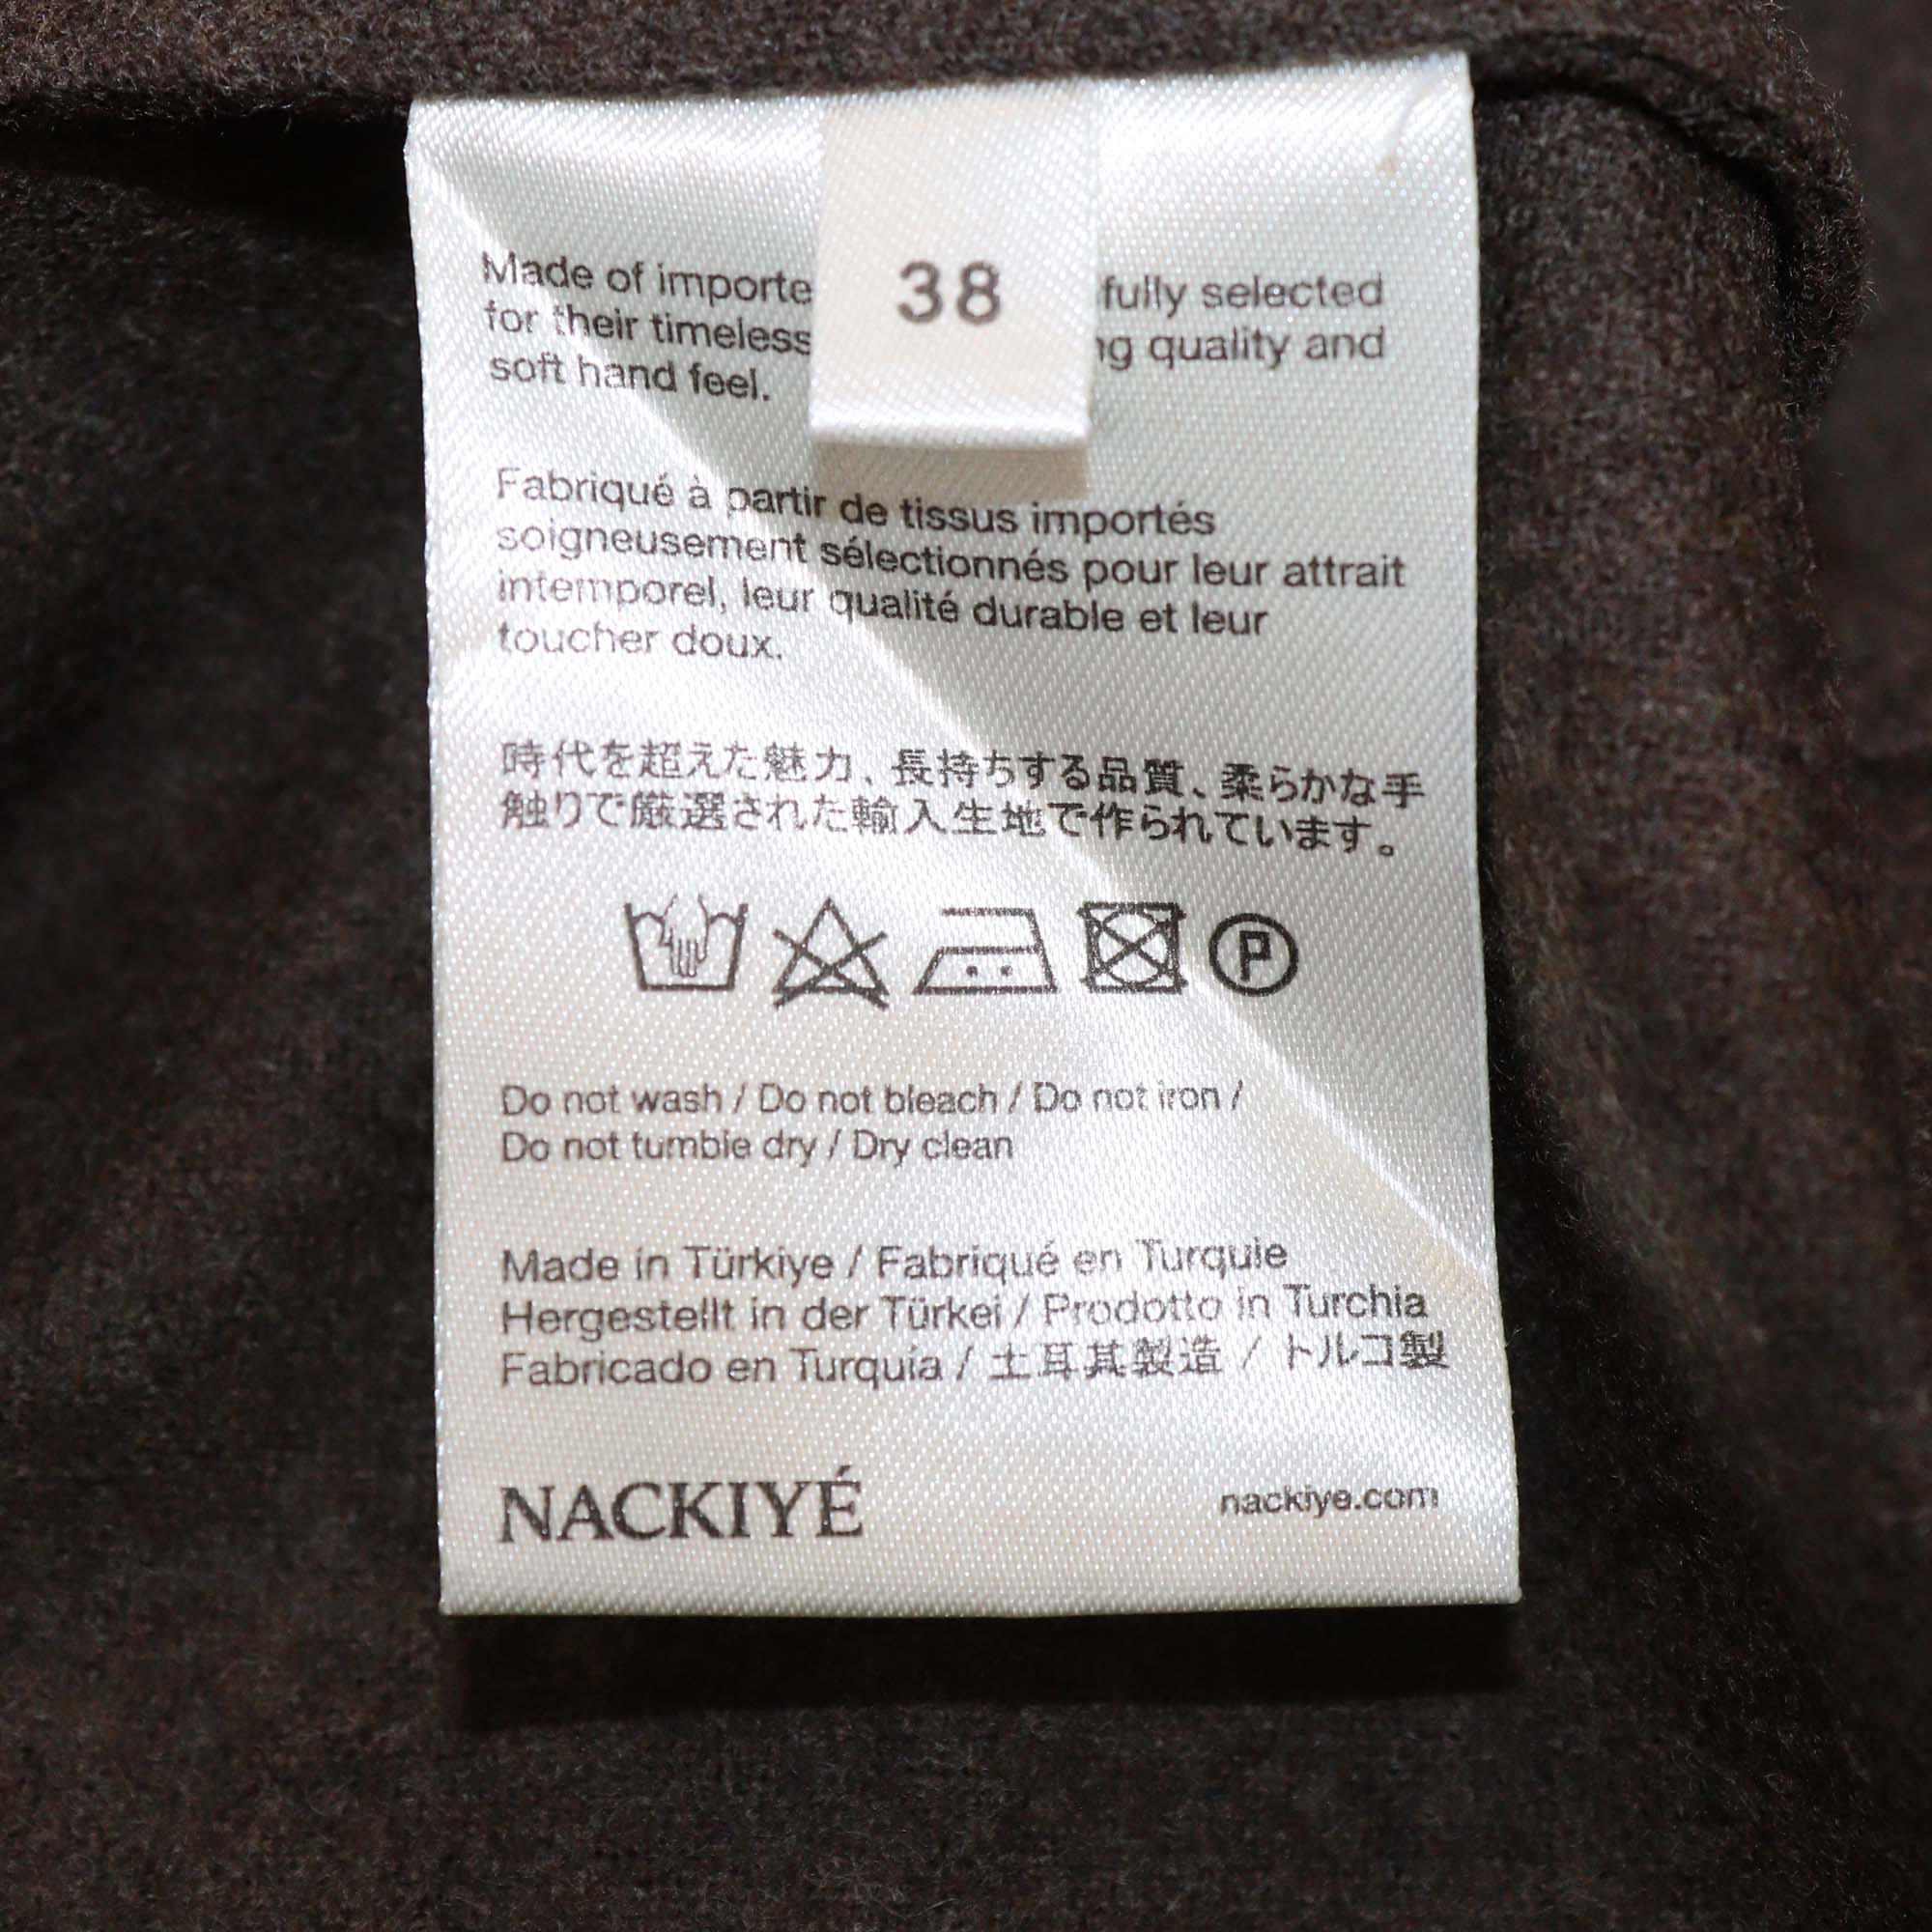 38
Made of importe fully selected
for their timeless ng quality and
soft hand feel.
Fabriqué à partir de tissus importés
soigneusement sélectionnés pour leur attrait
intemporel, leur qualité durable et leur
toucher doux.
時代を超えた魅力、長持ちする品質、柔らかな手
触りで厳選された輸入生地で作られています。
P
Do not wash / Do not bleach / Do not iron /
Do not tumble dry / Dry clean
Made in Türkiye / Fabriqué en Turquie
Hergestellt in der Türkei / Prodotto in Turchia
Fabricado en Turquía / 土耳其製造 / トルコ製
NACKIYÉ nackiye.com